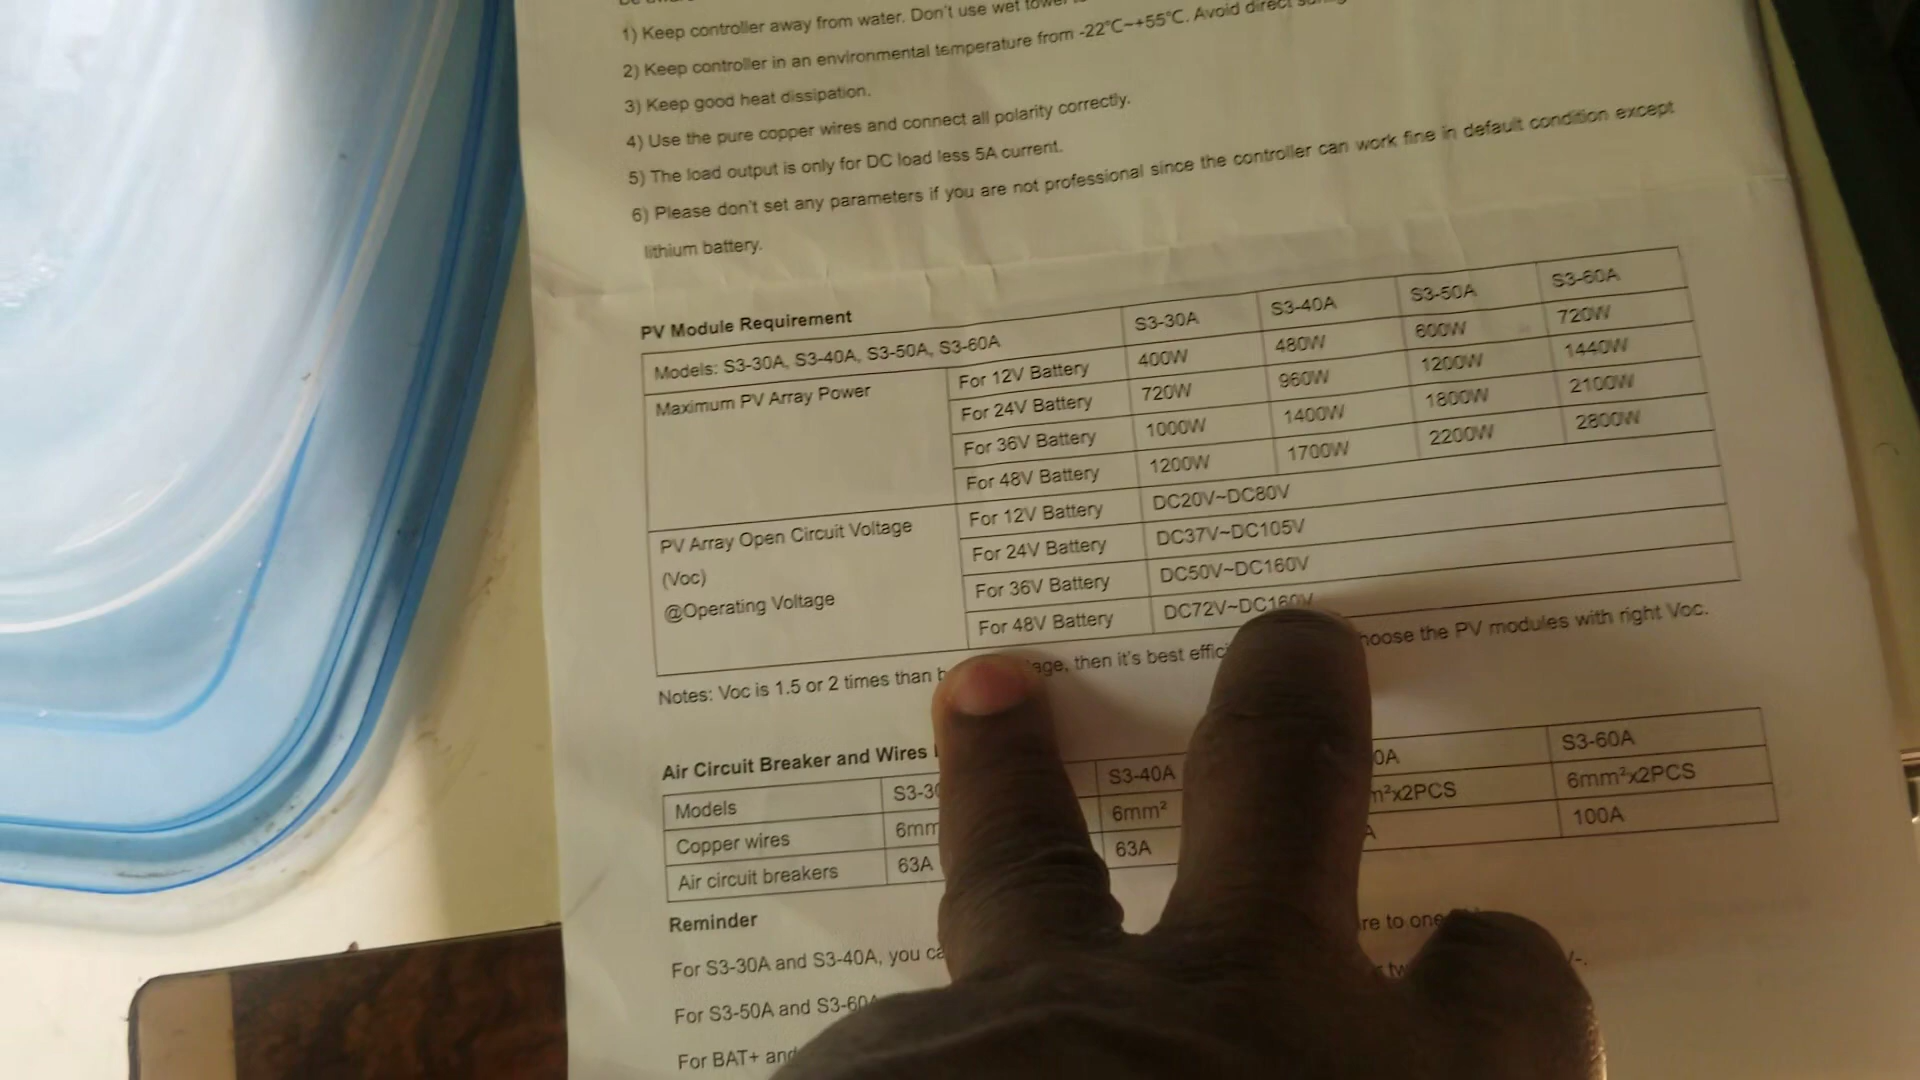 1) Keep controller away from water. Don't use wet towel
2) Keep controller in an environmental temperature from -22°C~+55°C. Avoid direct
3) Keep good heat dissipation.
4) Use the pure copper wires and connect all polarity correctly.
5) The load output is only for DC load less 5A current.
6) Please don't set any parameters if you are not professional since the controller can work fine in default condition except
lithium battery.
PV Module Requirement
Models: S3-30A, S3-40A, S3-50A, S3-60A S3-30A S3-40A S3-50A S3-60A
Maximum PV Array Power For 12V Battery 400W 480W 600W 720W
For 24V Battery 720W 960W 1200W 1440W
For 36V Battery 1000W 1400W 1800W 2100W
For 48V Battery 1200W 1700W 2200W 2800W
PV Array Open Circuit Voltage For 12V Battery DC20V~DC80V
(Voc) For 24V Battery DC37V~DC105V
@Operating Voltage For 36V Battery DC50V~DC160V
For 48V Battery DC72V~DC160V
Notes: Voc is 1.5 or 2 times than , then it's best the PV modules with right Voc.
Air Circuit Breaker and Wires
Models S3-40A S3-60A
Copper wires 6mm² 6mm²x2PCS
Air circuit breakers 63A 63A 100A
Reminder
For S3-30A and S3-40A, you to one
For S3-50A and S3-60A
For BAT+ and